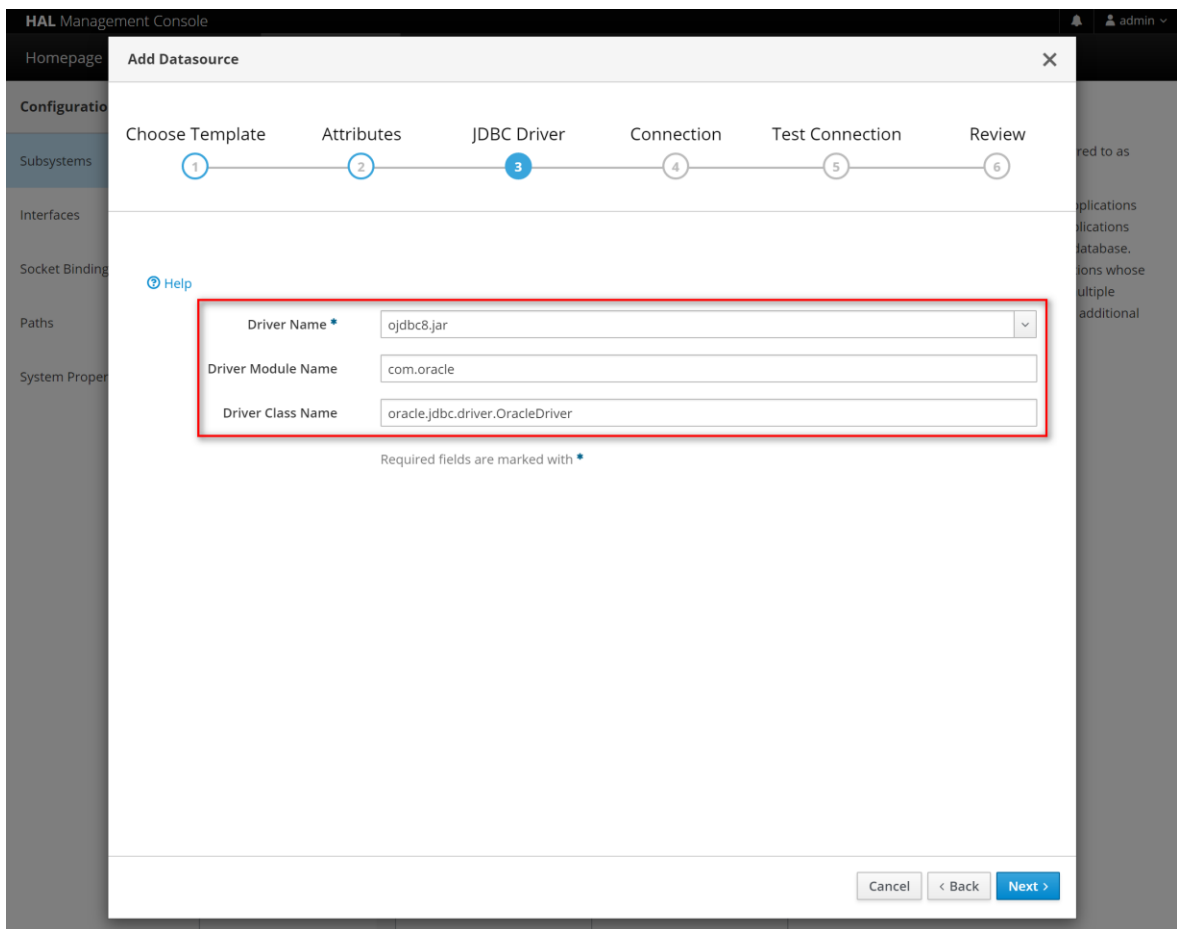 HAL Management Console
admin
Homepage
Add Datasource
Configuratio
Choose Template Attributes JDBC Driver Connection Test Connection Review
1 2 3 4 5 6
Subsystems
red to as
Interfaces
plications
plications
database.
Socket Binding
ions whose
Help
ultiple
Paths
additional
Driver Name *
ojdbc8.jar
Driver Module Name
com.oracle
System Proper
Driver Class Name
oracle.jdbc.driver.OracleDriver
Required fields are marked with *
Cancel < Back Next >